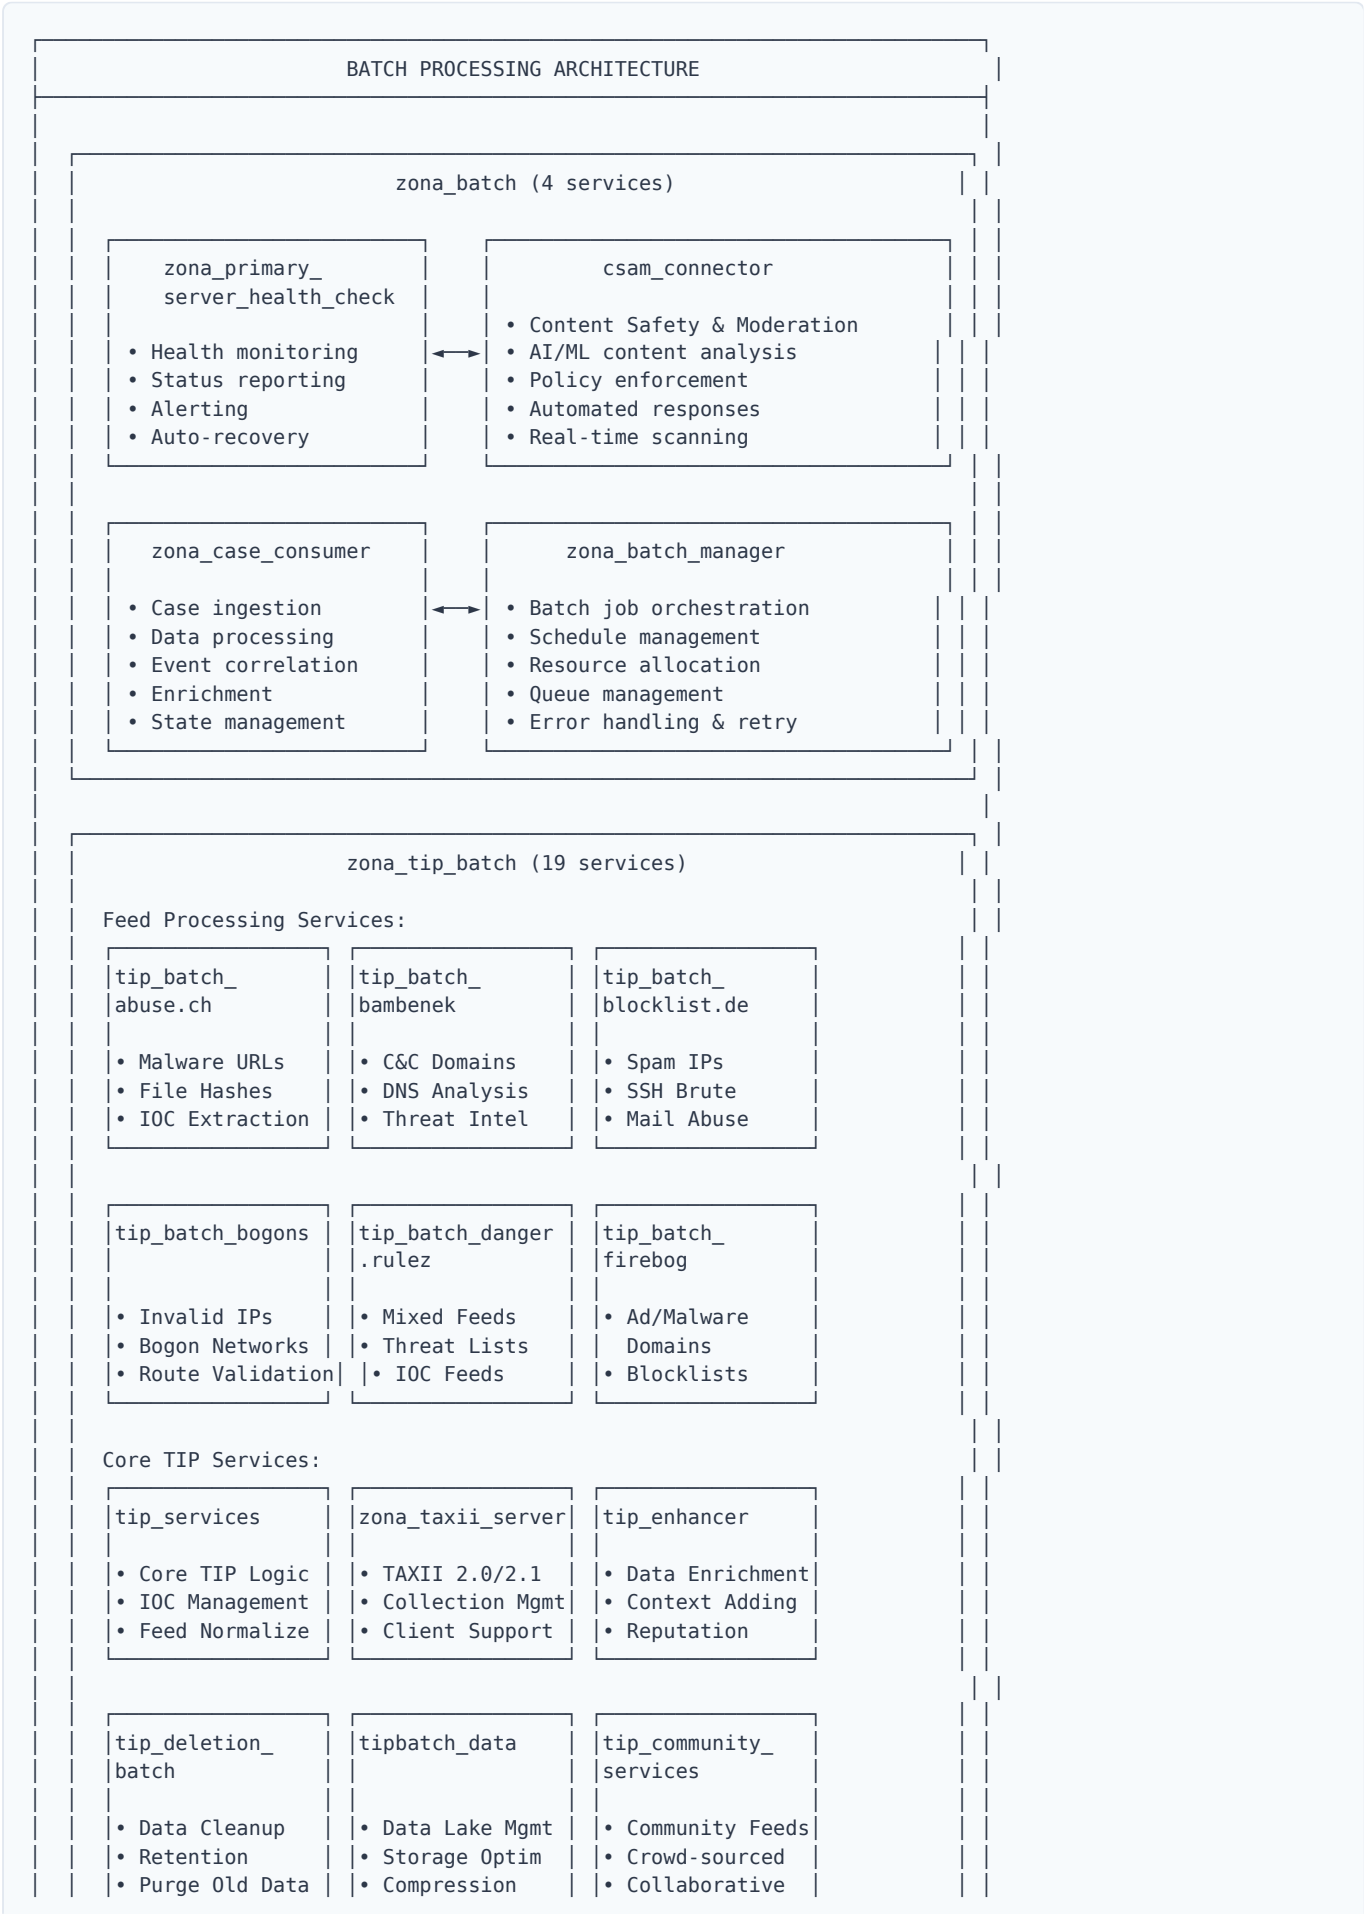 BATCH PROCESSING ARCHITECTURE
zona_batch (4 services)
zona_primary_ csam_connector
server_health_check
• Content Safety & Moderation
• Health monitoring ◄──►• AI/ML content analysis
• Status reporting • Policy enforcement
• Alerting • Automated responses
• Auto-recovery • Real-time scanning
zona_case_consumer zona_batch_manager
• Case ingestion ◄──►• Batch job orchestration
• Data processing • Schedule management
• Event correlation • Resource allocation
• Enrichment • Queue management
• State management • Error handling & retry
zona_tip_batch (19 services)
Feed Processing Services:
tip_batch_ tip_batch_ tip_batch_
abuse.ch bambenek blocklist.de
• Malware URLs • C&C Domains • Spam IPs
• File Hashes • DNS Analysis • SSH Brute
• IOC Extraction • Threat Intel • Mail Abuse
tip_batch_bogons tip_batch_danger tip_batch_
.rulez firebog
• Invalid IPs • Mixed Feeds • Ad/Malware
• Bogon Networks • Threat Lists Domains
• Route Validation • IOC Feeds • Blocklists
Core TIP Services:
tip_services zona_taxii_server tip_enhancer
• Core TIP Logic • TAXII 2.0/2.1 • Data Enrichment
• IOC Management • Collection Mgmt • Context Adding
• Feed Normalize • Client Support • Reputation
tip_deletion_ tipbatch_data tip_community_
batch services
• Data Cleanup • Data Lake Mgmt • Community Feeds
• Retention • Storage Optim • Crowd-sourced
• Purge Old Data • Compression • Collaborative